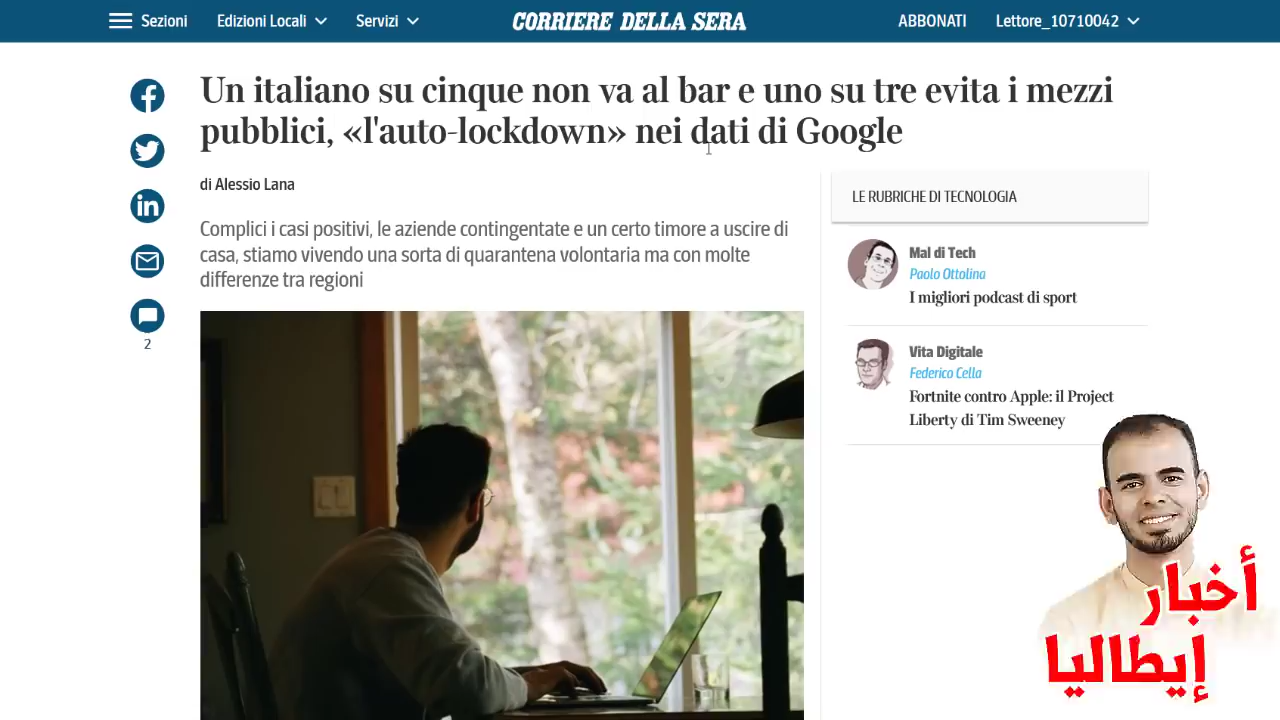 Sezioni
Edizioni Locali
Servizi
CORRIERE DELLA SERA
ABBONATI
Lettore_10710042
Un italiano su cinque non va al bar e uno su tre evita i mezzi
pubblici, «l'auto-lockdown» nei dati di Google
di Alessio Lana
Complici i casi positivi, le aziende contingentate e un certo timore a uscire di
casa, stiamo vivendo una sorta di quarantena volontaria ma con molte
differenze tra regioni
2
LE RUBRICHE DI TECNOLOGIA
Mal di Tech
Paolo Ottolina
I migliori podcast di sport
Vita Digitale
Federico Cella
Fortnite contro Apple: il Project
Liberty di Tim Sweeney
أخبار
إيطاليا